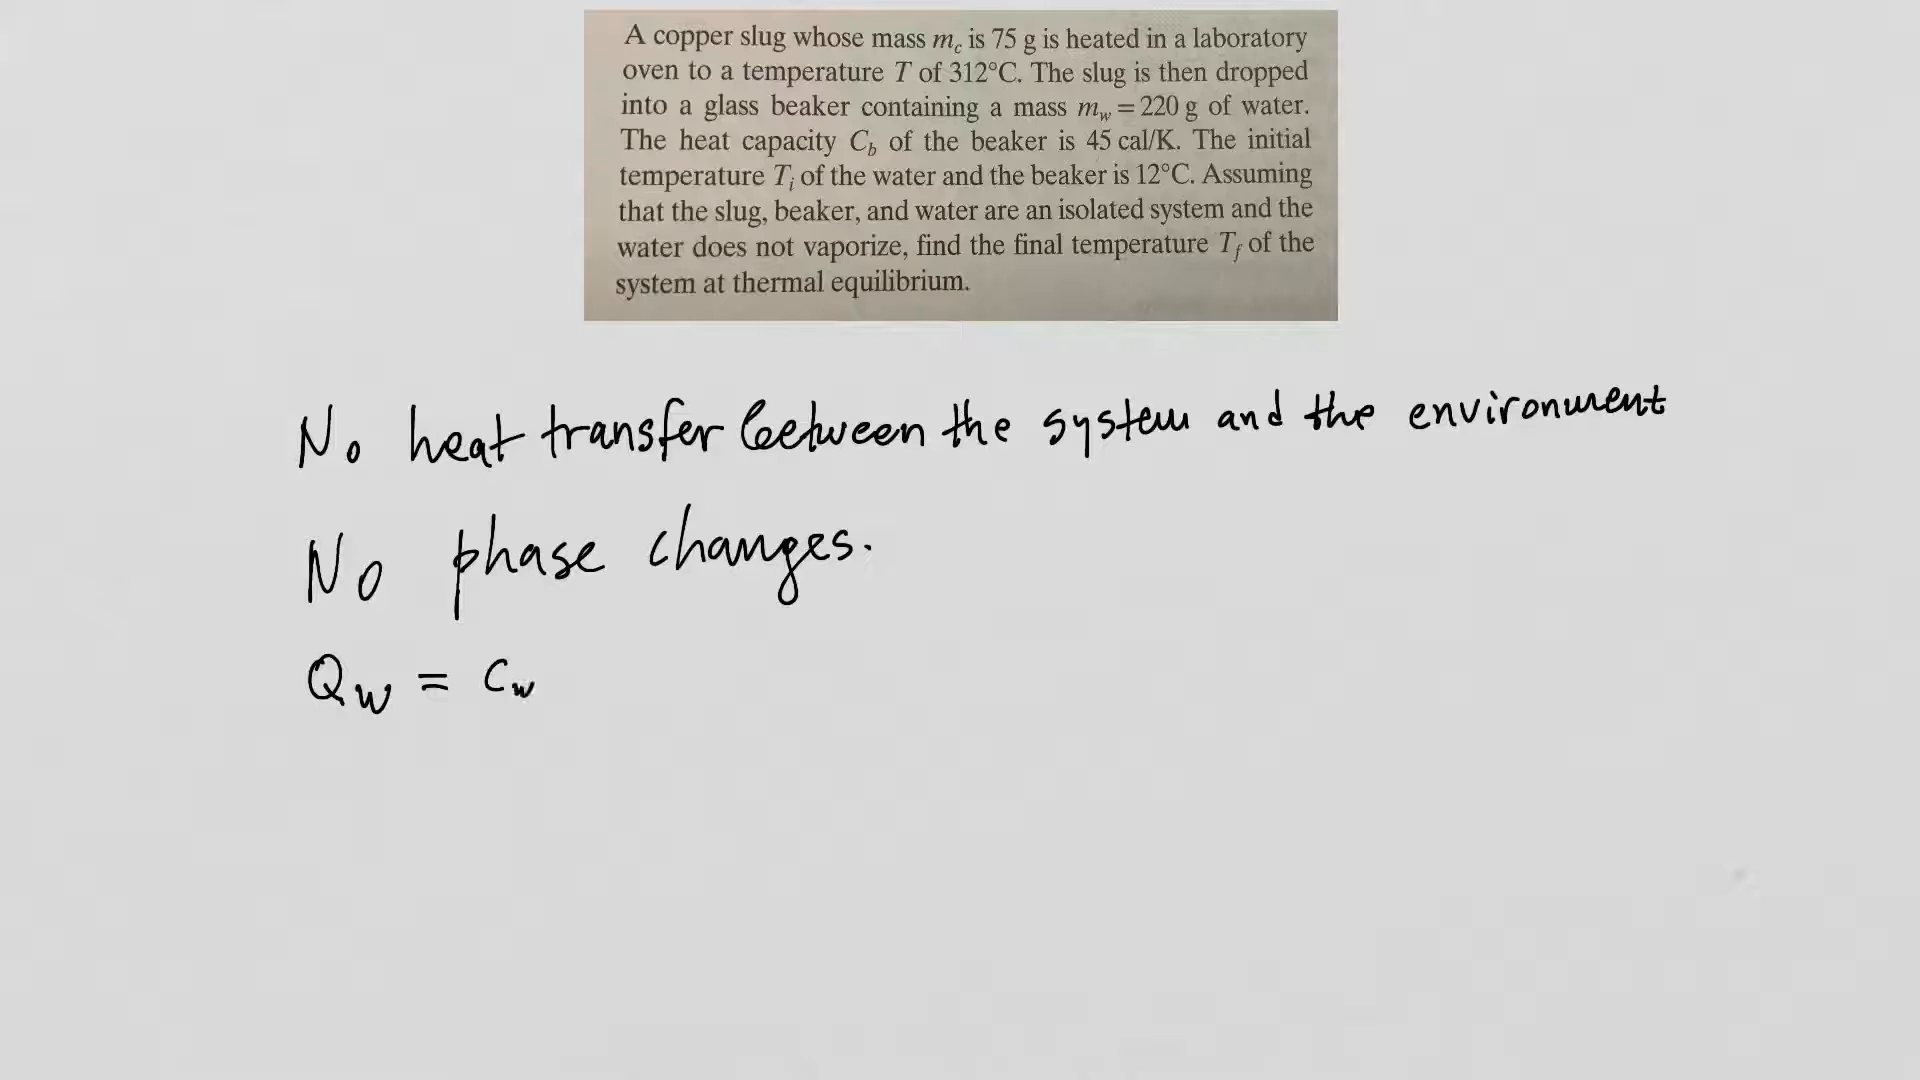 A copper slug whose mass m_c is 75 g is heated in a laboratory
oven to a temperature T of 312°C. The slug is then dropped
into a glass beaker containing a mass m_w = 220 g of water.
The heat capacity C_b of the beaker is 45 cal/K. The initial
temperature T_i of the water and the beaker is 12°C. Assuming
that the slug, beaker, and water are an isolated system and the
water does not vaporize, find the final temperature T_f of the
system at thermal equilibrium.
No heat transfer between the system and the environment
No phase changes.
Q_w = c_w